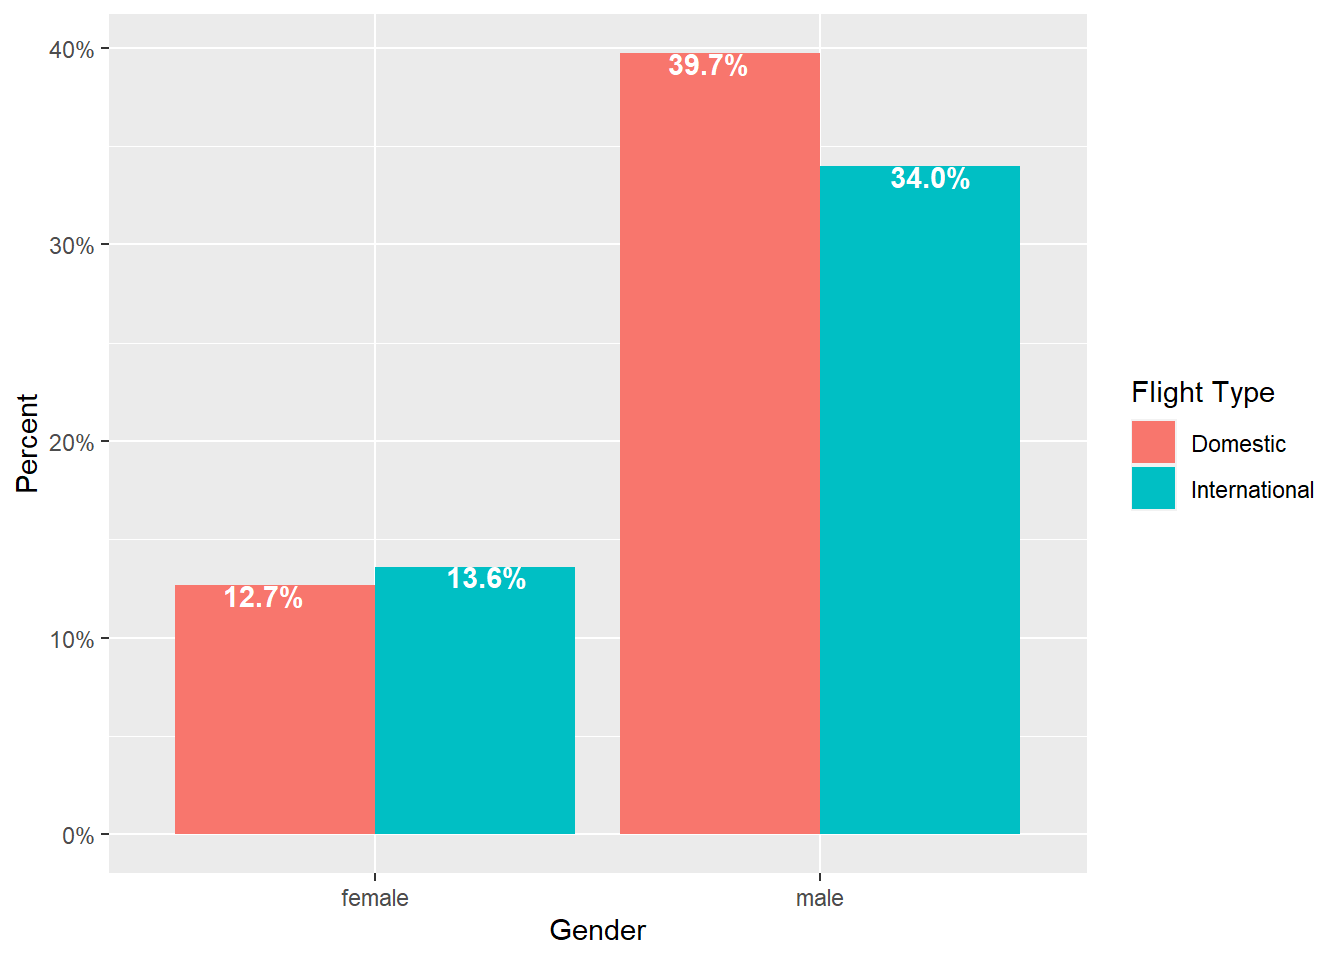 40%
30%
20%
10%
0%
Percent
39.7%
34.0%
12.7%
13.6%
female
male
Gender
Flight Type
Domestic
International